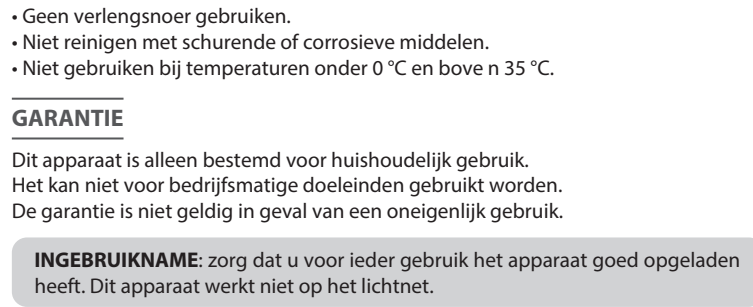 • Geen verlengsnoer gebruiken.
• Niet reinigen met schurende of corrosieve middelen.
• Niet gebruiken bij temperaturen onder 0 °C en bove n 35 °C.
GARANTIE
Dit apparaat is alleen bestemd voor huishoudelijk gebruik.
Het kan niet voor bedrijfsmatige doeleinden gebruikt worden.
De garantie is niet geldig in geval van een oneigenlijk gebruik.
INGEBRUIKNAME: zorg dat u voor ieder gebruik het apparaat goed opgeladen
heeft. Dit apparaat werkt niet op het lichtnet.